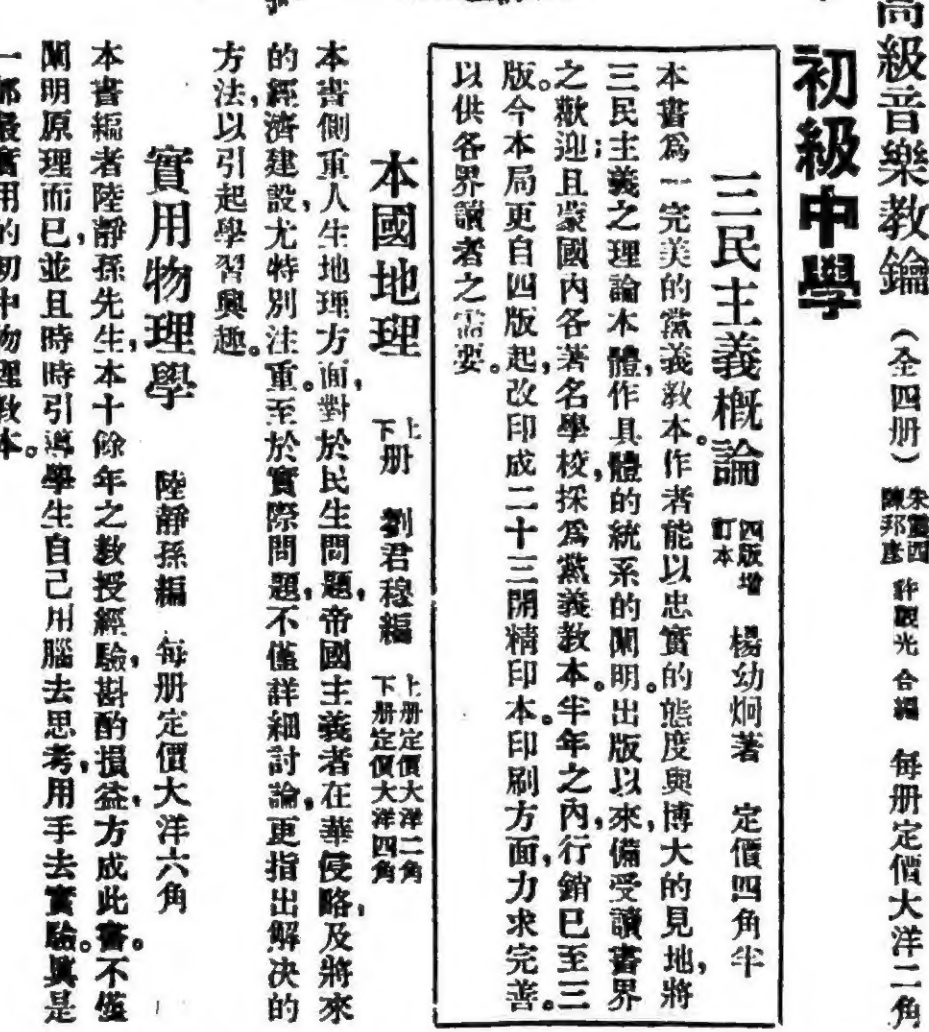 高級音樂教鑰 (全四册) 朱震西 陳邦彥 許觀光 合編 每册定價大洋二角
初級中學
三民主義概論 四版增訂本 楊幼炯著 定價四角半
本書爲一完美的黨義敎本。作者能以忠實的態度與博大的見地,將
三民主義之理論本體,作具體的統系的闡明。出版以來,備受讀書界
之歡迎;且蒙國內各著名學校,採爲黨義敎本。半年之內,行銷已至三
版。今本局更自四版起,改印成二十三開精印本。印刷方面,力求完善。
以供各界讀者之需要。
本國地理 上下册 劉君穆編 上册定價大洋二角 下册定價大洋四角
本書側重人生地理方面,對於民生問題,帝國主義者在華侵略,及將來
的經濟建設,尤特別注重。至於實際問題,不僅詳細討論,更指出解決的
方法,以引起學習興趣。
實用物理學 陸靜孫編 每册定價大洋六角
本書編者陸靜孫先生,本十餘年之敎授經驗,斟酌損益,方成此書。不僅
闡明原理而已,並且時時引導學生自己用腦去思考,用手去實驗。眞是
一部最實用的初中物理敎本。